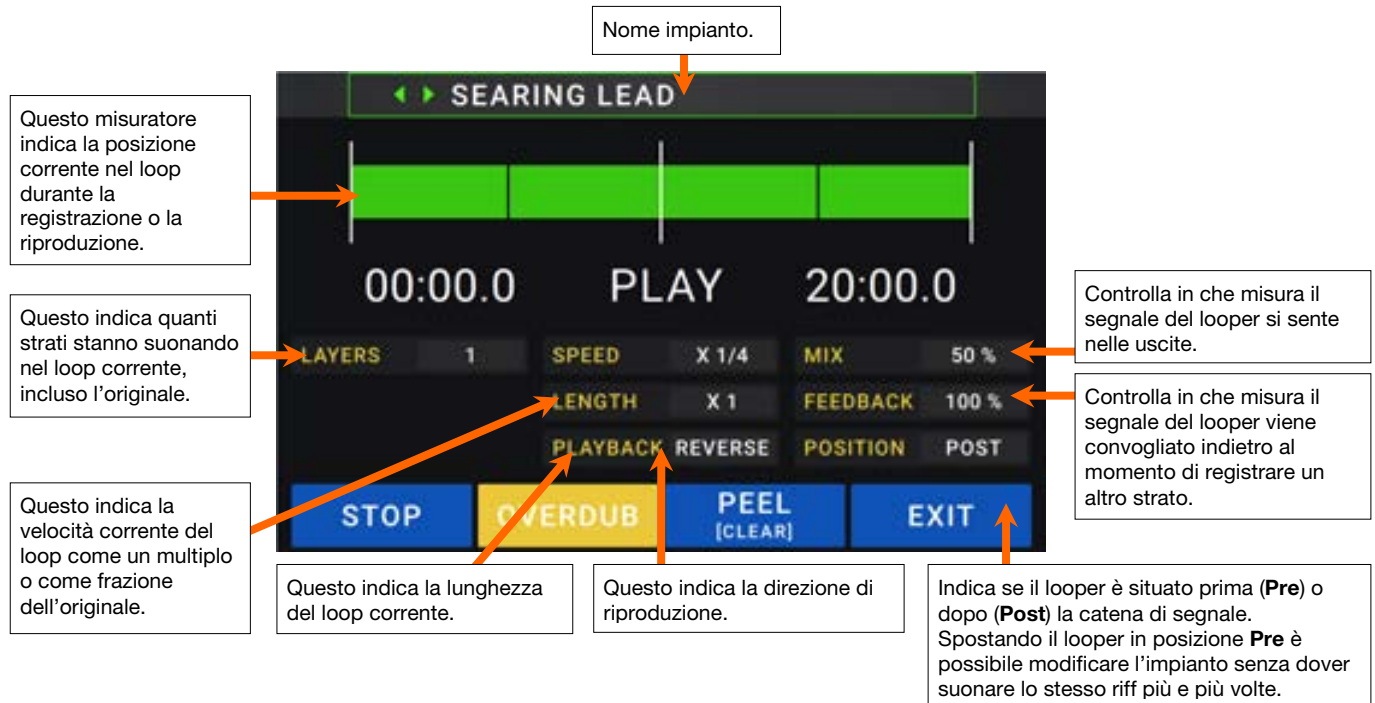 Nome impianto.
SEARING LEAD
Questo misuratore
indica la posizione
corrente nel loop
durante la
registrazione o la
riproduzione.
00:00.0 PLAY 20:00.0
Questo indica quanti
strati stanno suonando
nel loop corrente,
incluso l'originale.
LAYERS 1 SPEED X 1/4 MIX 50 %
LENGTH X 1 FEEDBACK 100 %
PLAYBACK REVERSE POSITION POST
Controlla in che misura il
segnale del looper si sente
nelle uscite.
Controlla in che misura il
segnale del looper viene
convogliato indietro al
momento di registrare un
altro strato.
STOP OVERDUB PEEL EXIT
[CLEAR]
Questo indica la
velocità corrente del
loop come un multiplo
o come frazione
dell'originale.
Questo indica la lunghezza
del loop corrente.
Questo indica la direzione di
riproduzione.
Indica se il looper è situato prima (Pre) o
dopo (Post) la catena di segnale.
Spostando il looper in posizione Pre è
possibile modificare l'impianto senza dover
suonare lo stesso riff più e più volte.